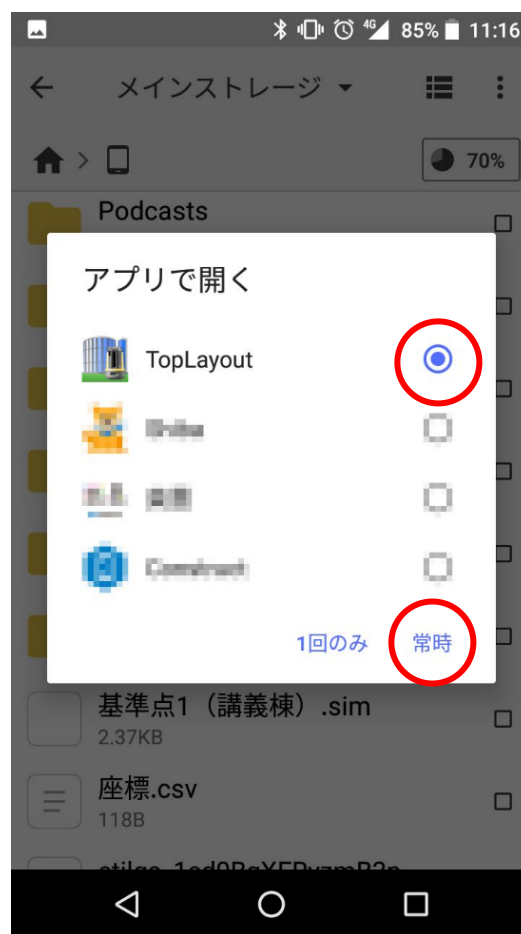 4G 85% 11:16
メインストレージ
70%
Podcasts
アプリで開く
TopLayout
1回のみ 常時
基準点1（講義棟）.sim
2.37KB
座標.csv
118B